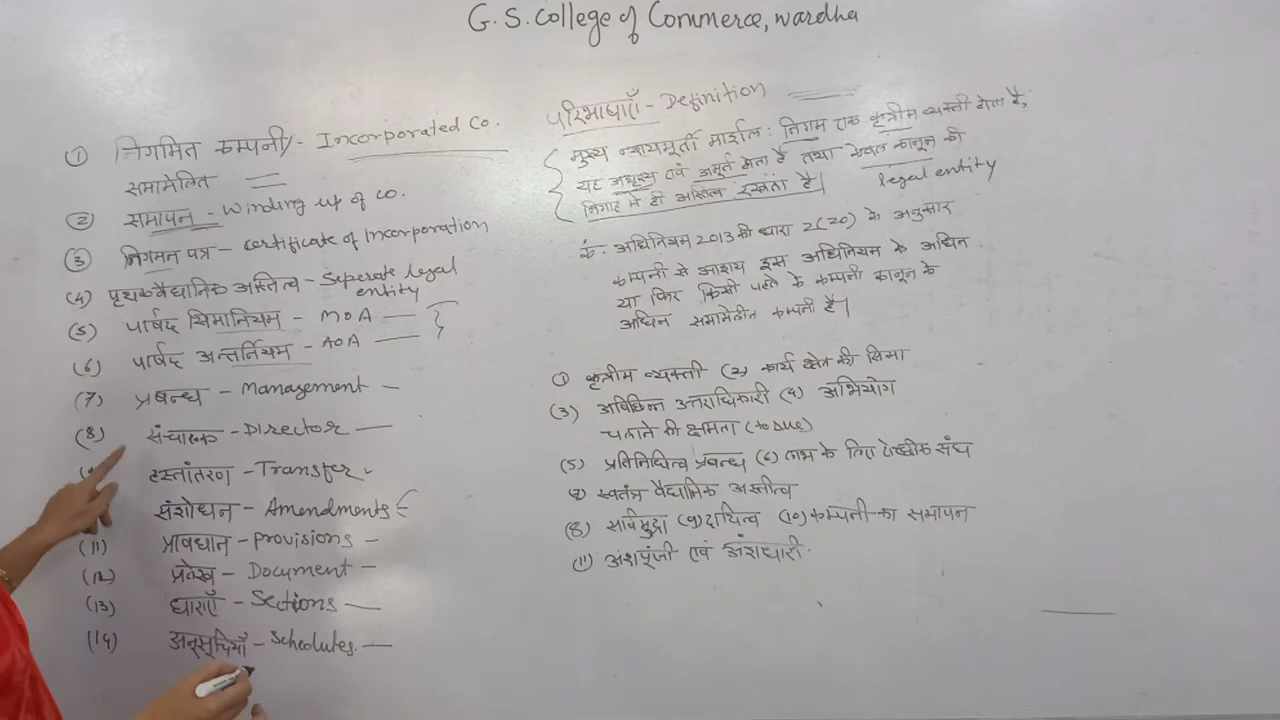 G. S. College of Commerce, wardha
① निगमित कम्पनी - Incorporated Co.
समामेलित
② समापन - Winding up of Co.
③ निगमन पत्र - Certificate of Incorporation
(4) पृथकवैधानिक अस्तित्व - Seperate legal
entity
(5) पार्षद सिमानियम - MOA
(6) पार्षद अन्तर्नियम - AOA
(7) प्रबन्ध - Management -
(8) संचालक - Director
हस्तांतरण - Transfer
संशोधन - Amendments
(11) प्रावधान - provisions -
(12) प्रलेख - Document -
(13) धाराएँ - Sections
(14) अनुसूचियाँ - Schedules.
परिभाषाएँ - Definition
मुख्य न्यायमूर्ती मार्शल : निगम एक कृत्रीम व्यक्ती होता है,
यह अदृश्य एवं अमूर्त होता है तथा केवल कानून की
निगाह में ही अस्तित्व रखता है|
legal entity
कं. अधिनियम 2013 की धारा 2(20) के अनुसार
कम्पनी से आशय इस अधिनियम के अधिन
या फिर किसी पहले के कम्पनी कानून के
अधिन समामेलीत कम्पनी है|
① कृत्रीम व्यक्ती (2) कार्य क्षेत्र की सिमा
(3) अविछिन्न उत्तराधिकारी (4) अभियोग
चलाने की क्षमता (to sue)
(5) प्रतिनिधित्व प्रबन्ध (6) लाभ के लिए ऐच्छीक संघ
(7) स्वतंत्र वैधानिक अस्तीत्व
(8) सार्वमुद्रा (9) दायित्व (10) कम्पनी का समापन
(11) अंशपूंजी एवं अंशधारी.